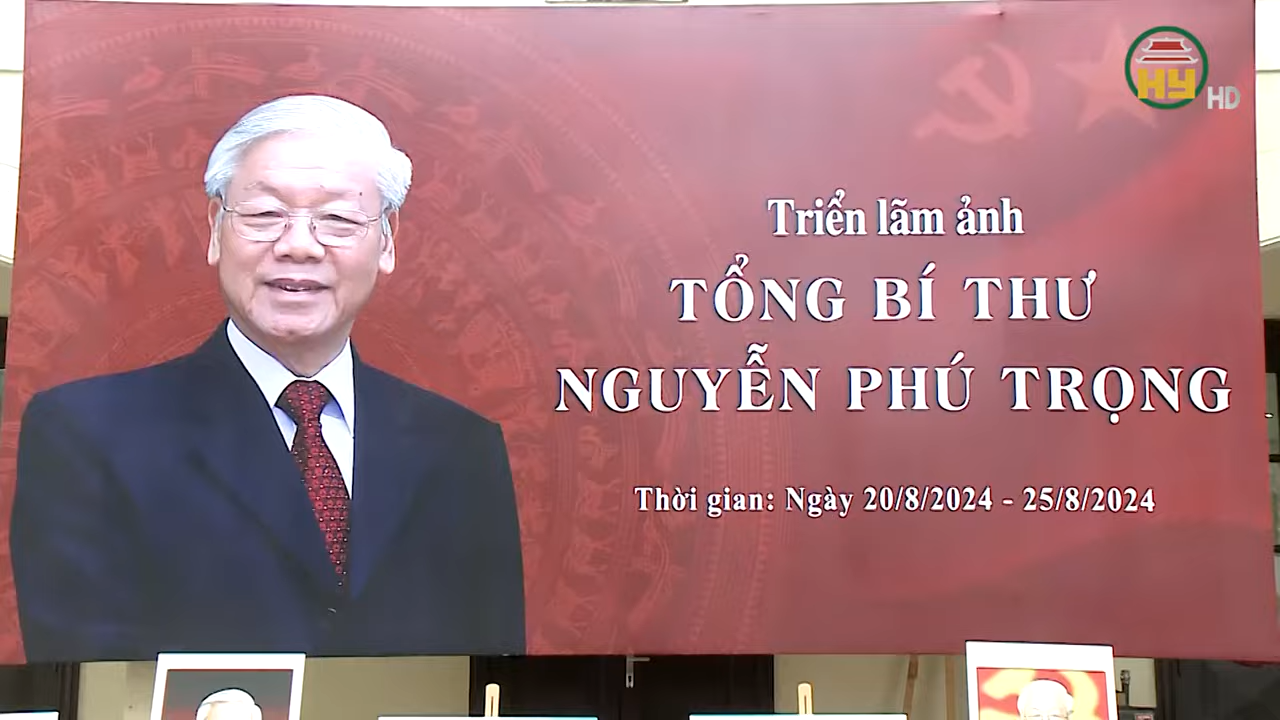 HY
HD
Triển lãm ảnh
TỔNG BÍ THƯ
NGUYỄN PHÚ TRỌNG
Thời gian: Ngày 20/8/2024 - 25/8/2024